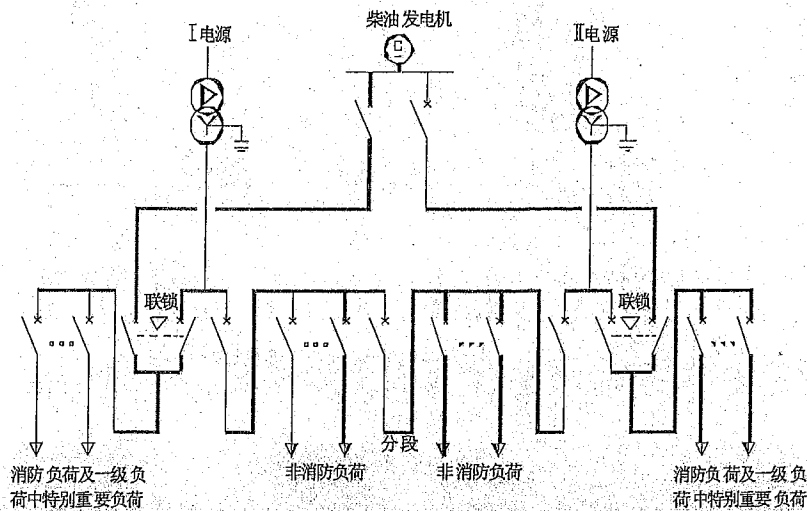 柴油发电机
I电源
II电源
G
联锁
联锁
分段
消防负荷及一级负
荷中特别重要负荷
非消防负荷
非消防负荷
消防负荷及一级负
荷中特别重要负荷